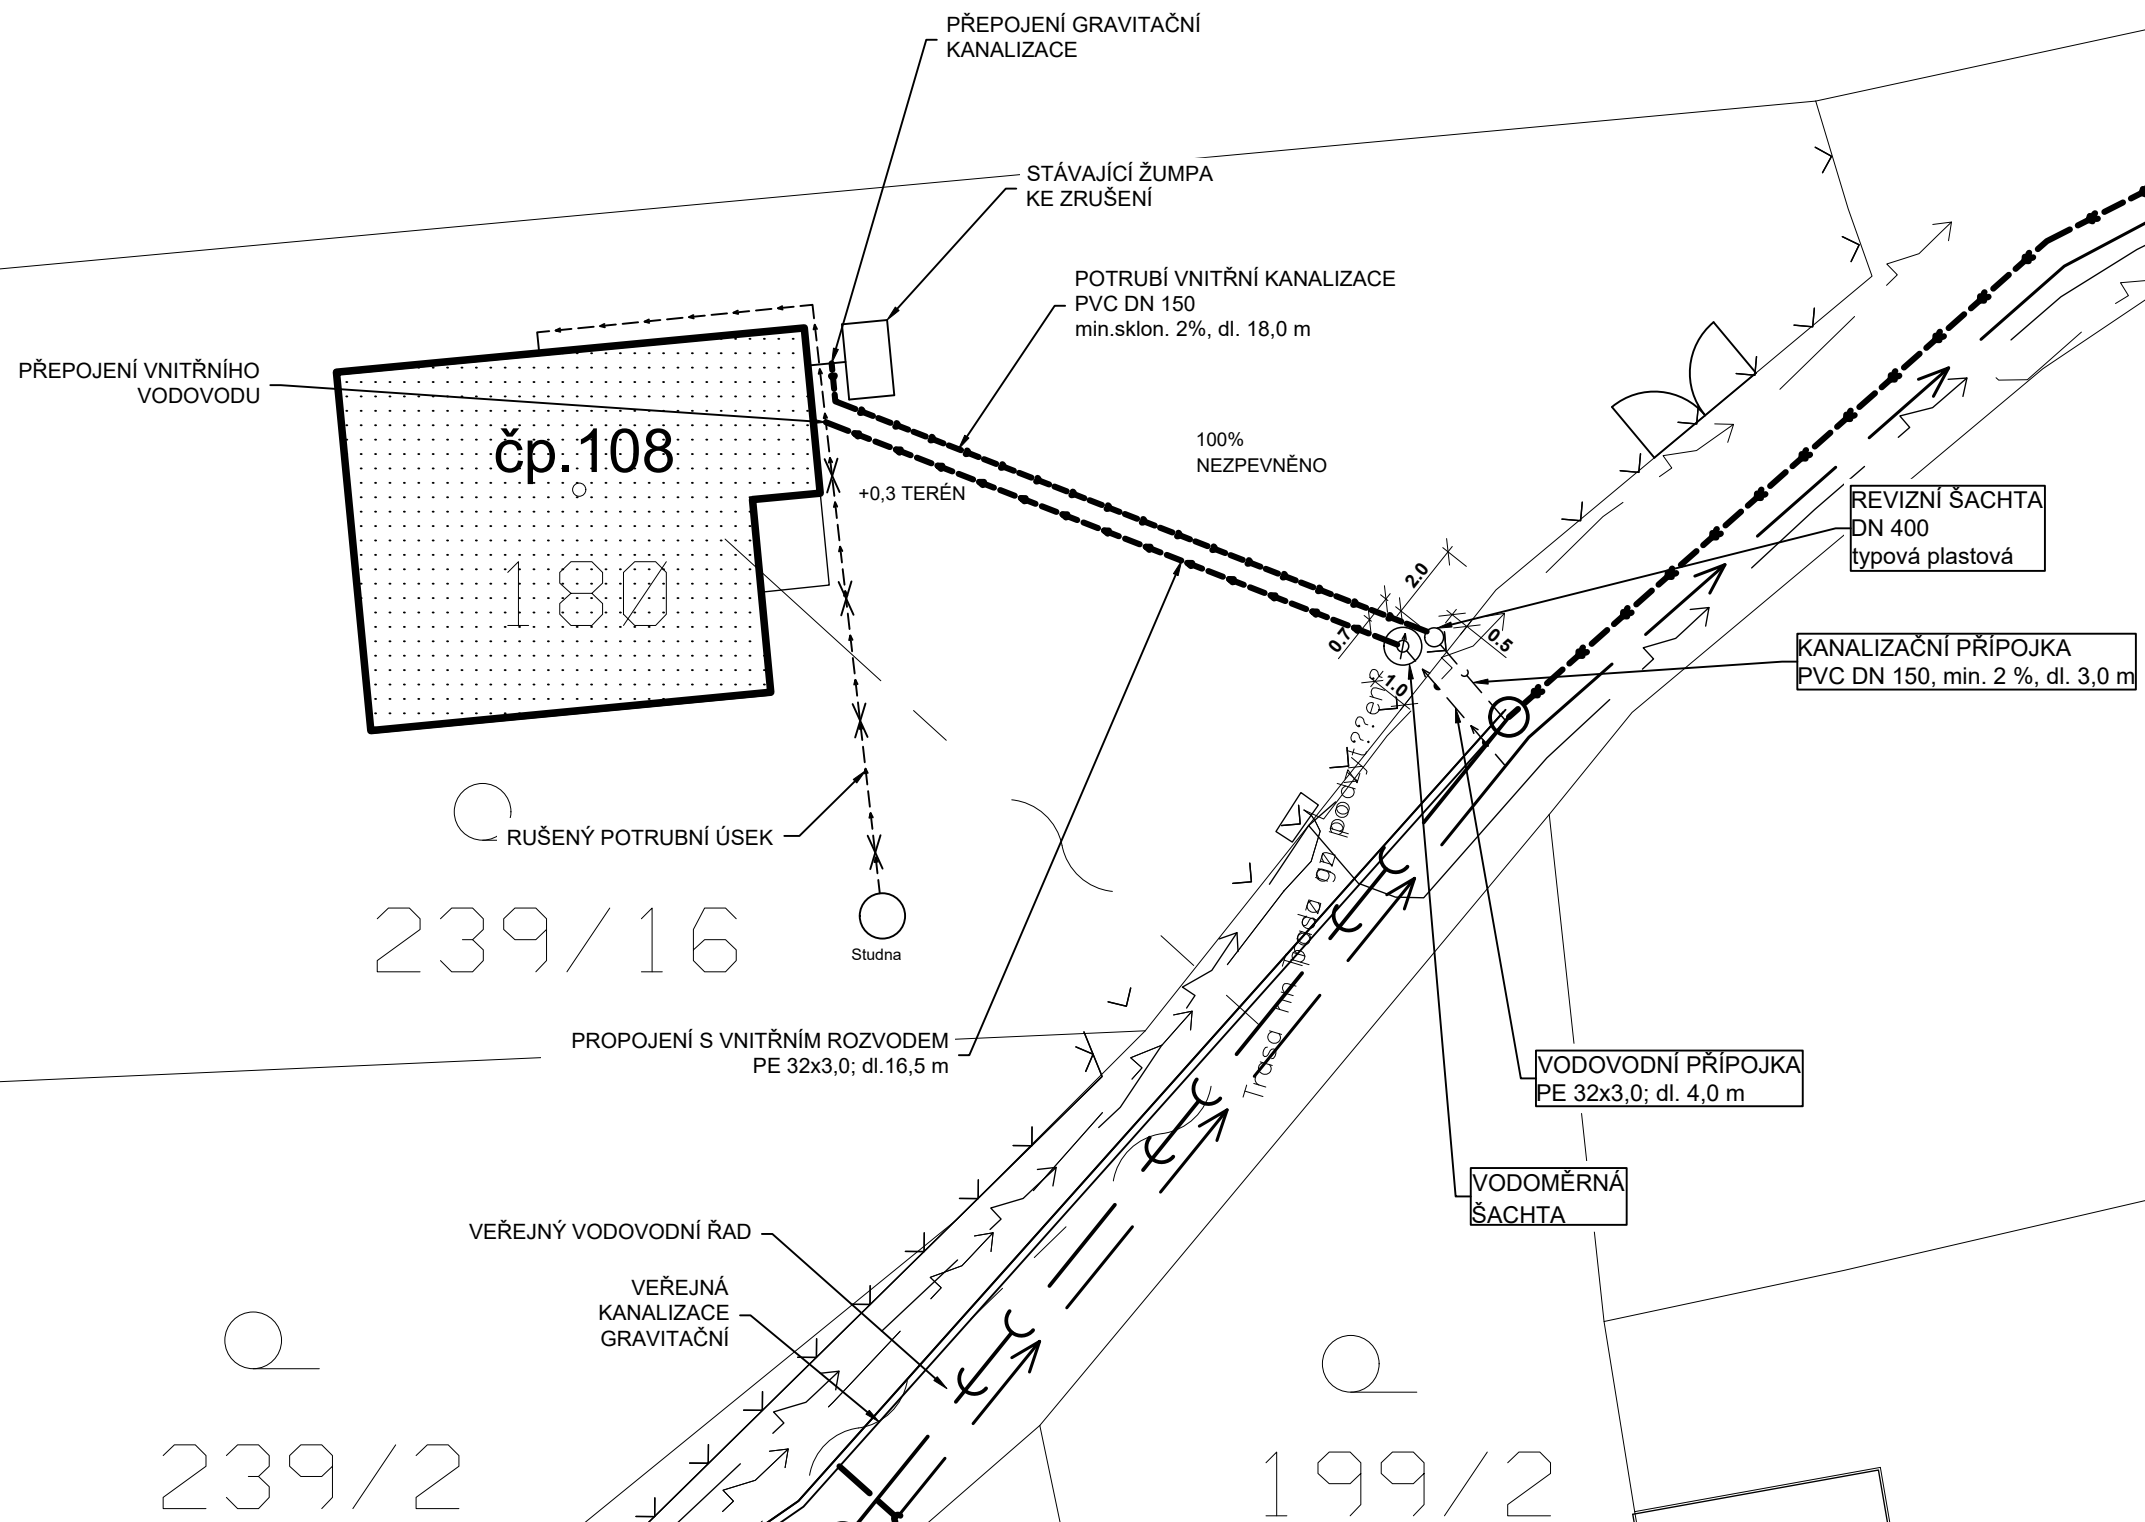 PŘEPOJENÍ GRAVITAČNÍ
KANALIZACE
STÁVAJÍCÍ ŽUMPA
KE ZRUŠENÍ
POTRUBÍ VNITŘNÍ KANALIZACE
PVC DN 150
min.sklon. 2%, dl. 18,0 m
PŘEPOJENÍ VNITŘNÍHO
VODOVODU
čp.108
180
100%
NEZPEVNĚNO
+0,3 TERÉN
REVIZNÍ ŠACHTA
DN 400
typová plastová
2.0
0.7
0.5
1.0
KANALIZAČNÍ PŘÍPOJKA
PVC DN 150, min. 2 %, dl. 3,0 m
RUŠENÝ POTRUBNÍ ÚSEK
239/16
Studna
PROPOJENÍ S VNITŘNÍM ROZVODEM
PE 32x3,0; dl.16,5 m
Trasa
VODOVODNÍ PŘÍPOJKA
PE 32x3,0; dl. 4,0 m
VODOMĚRNÁ
ŠACHTA
VEŘEJNÝ VODOVODNÍ ŘAD
VEŘEJNÁ
KANALIZACE
GRAVITAČNÍ
239/2
199/2